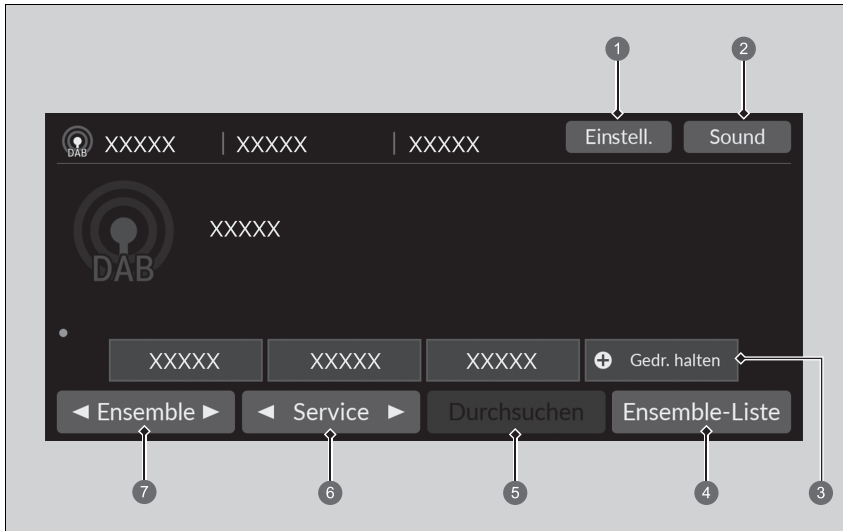 1 2
DAB XXXXX | XXXXX | XXXXX Einstell. Sound
XXXXX
DAB
XXXXX XXXXX XXXXX Gedr. halten 3
◄ Ensemble ► ◄ Service ► Durchsuchen Ensemble-Liste
7 6 5 4